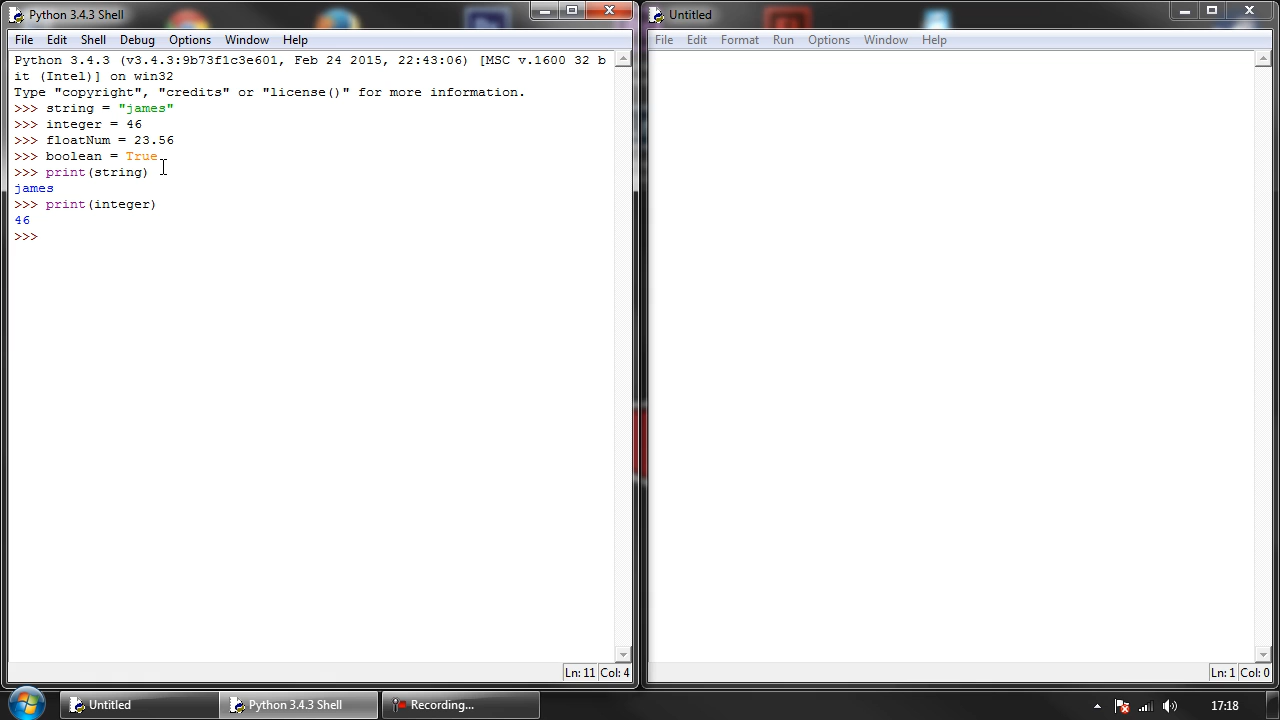 Python 3.4.3 Shell
File Edit Shell Debug Options Window Help
Python 3.4.3 (v3.4.3:9b73f1c3e601, Feb 24 2015, 22:43:06) [MSC v.1600 32 b
it (Intel)] on win32
Type "copyright", "credits" or "license()" for more information.
>>> string = "james"
>>> integer = 46
>>> floatNum = 23.56
>>> boolean = True
>>> print(string)
james
>>> print(integer)
46
>>>
Ln: 11 Col: 4
Untitled
File Edit Format Run Options Window Help
Ln: 1 Col: 0
Untitled
Python 3.4.3 Shell
Recording...
17:18